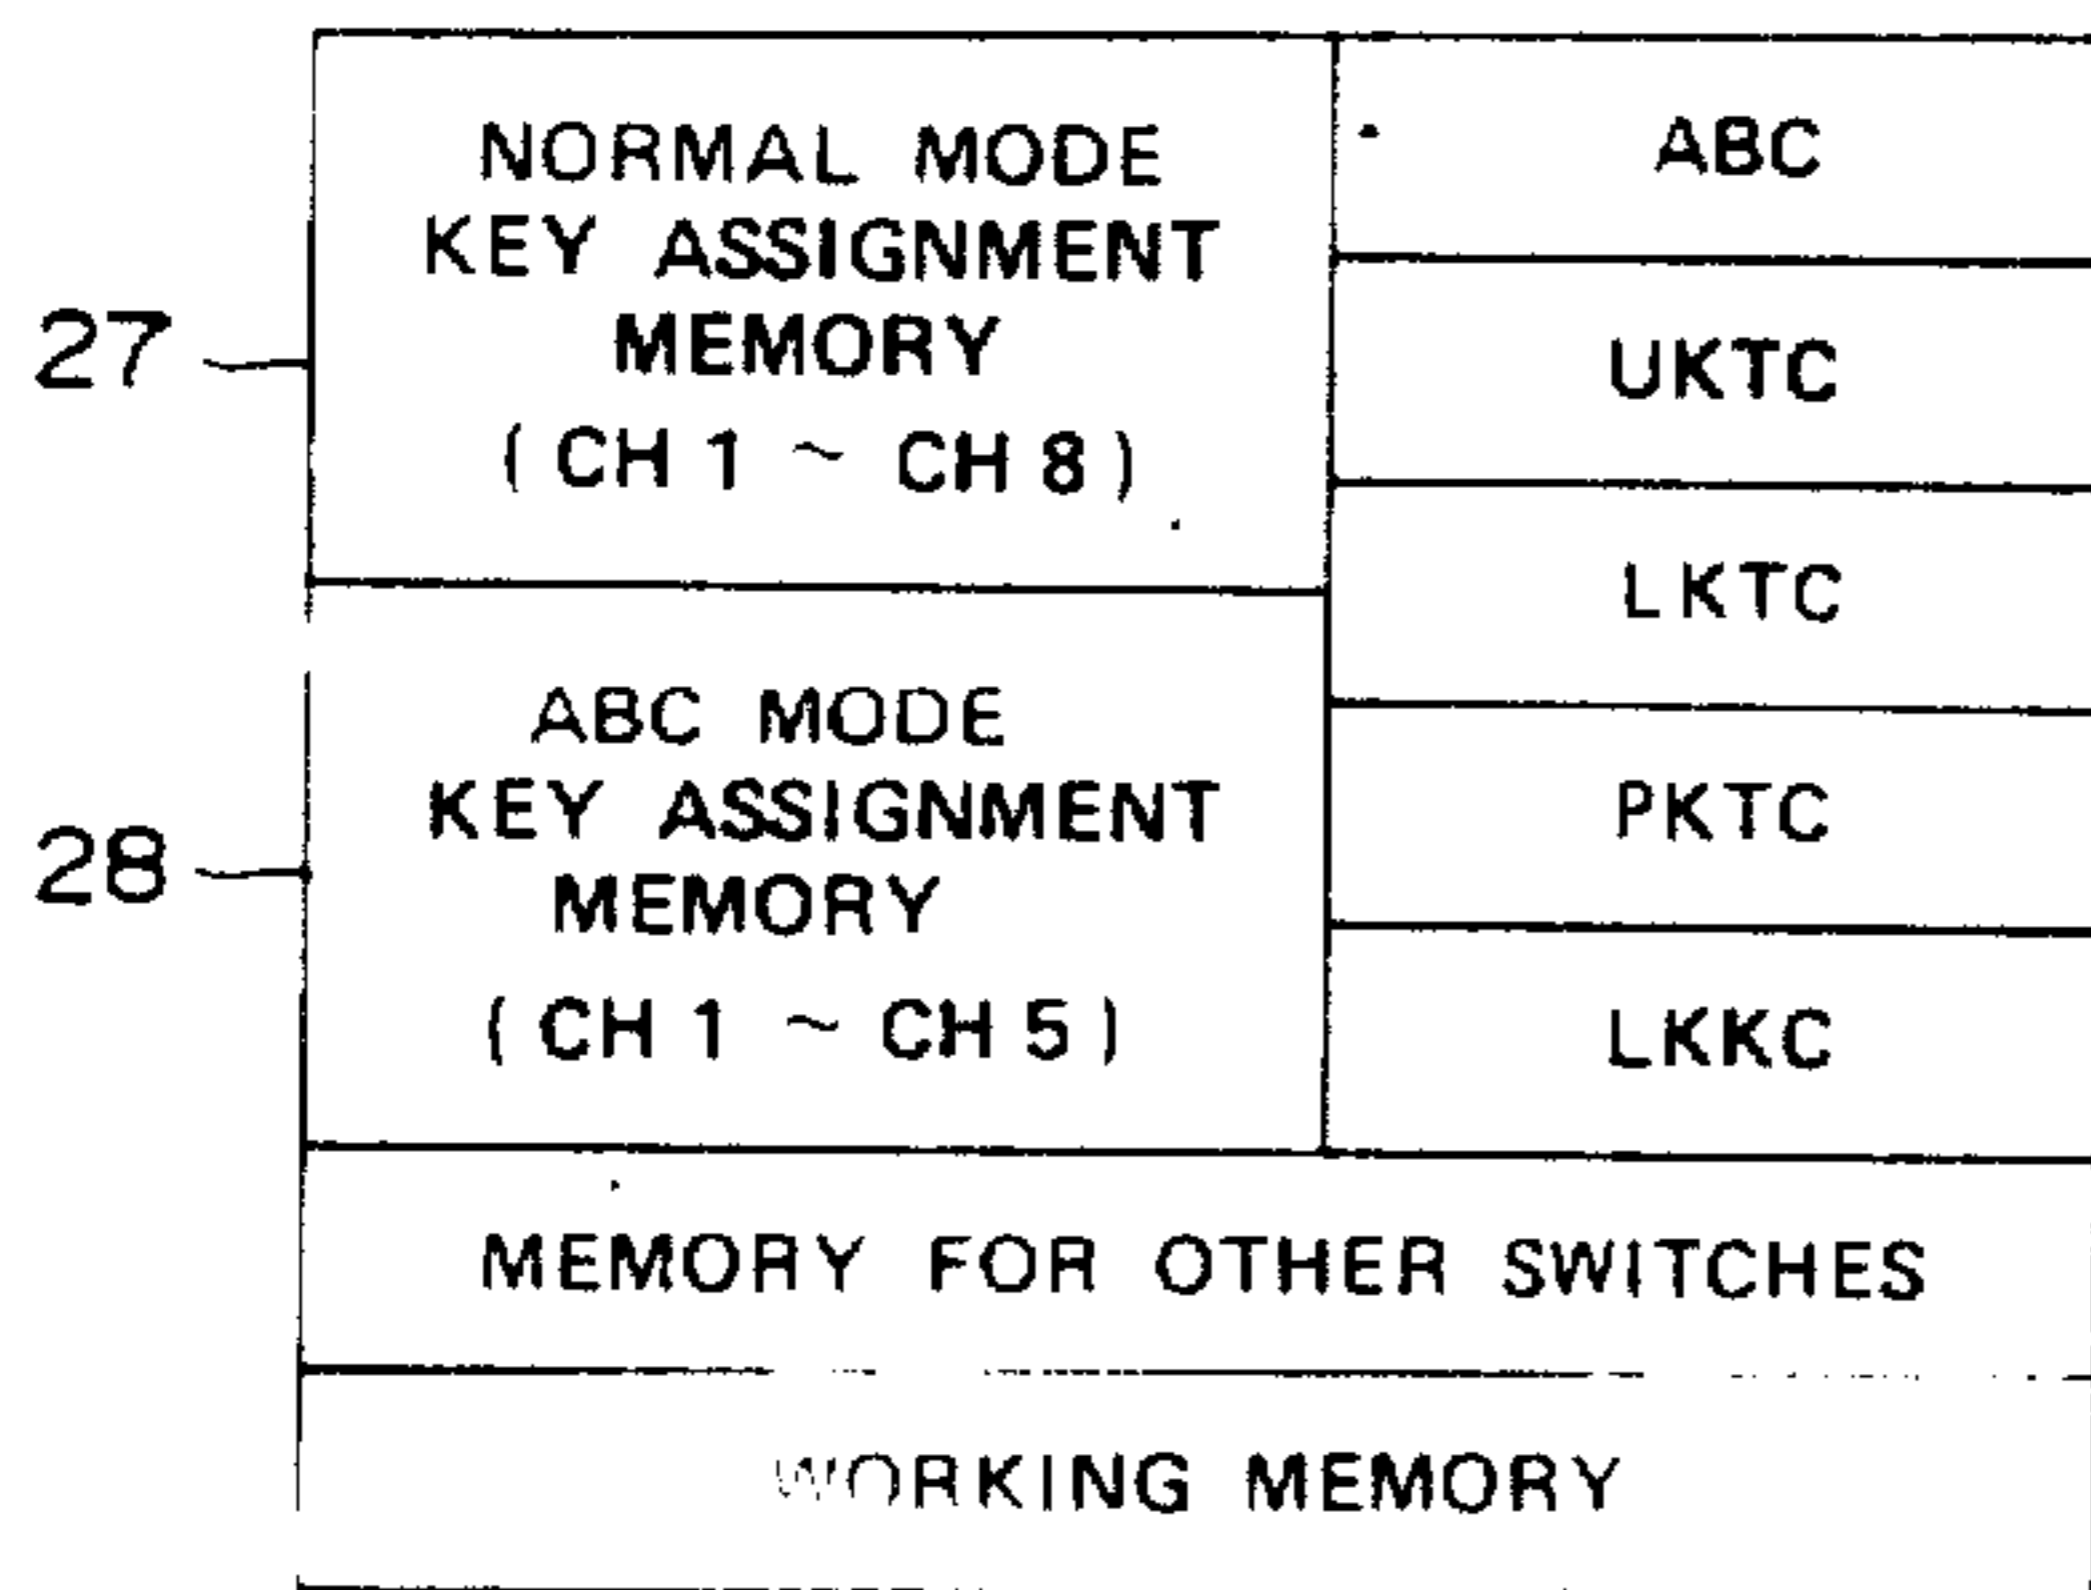 27
NORMAL MODE
KEY ASSIGNMENT
MEMORY
( CH 1 ~ CH 8 )
28
ABC MODE
KEY ASSIGNMENT
MEMORY
( CH 1 ~ CH 5 )
ABC
UKTC
LKTC
PKTC
LKKC
MEMORY FOR OTHER SWITCHES
WORKING MEMORY